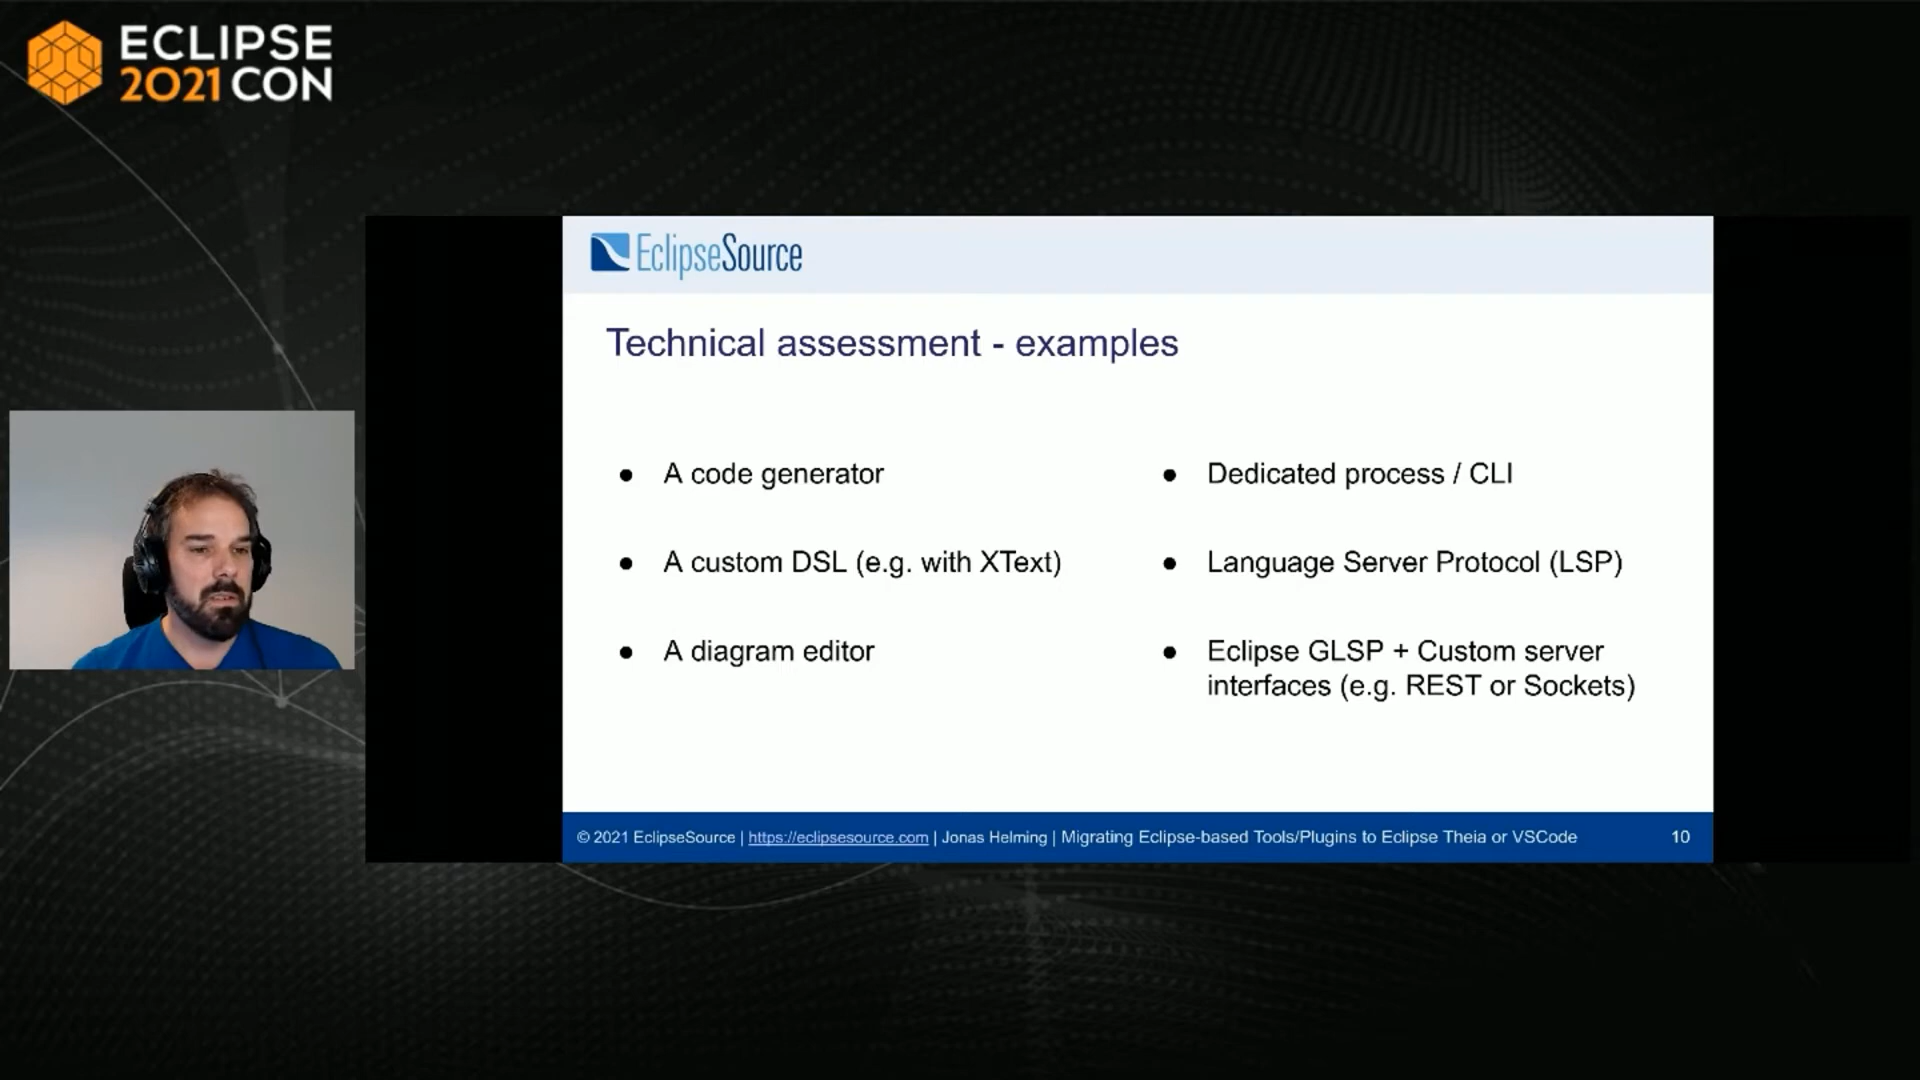 ECLIPSE
2021 CON
EclipseSource
Technical assessment - examples
● A code generator
● A custom DSL (e.g. with XText)
● A diagram editor
● Dedicated process / CLI
● Language Server Protocol (LSP)
● Eclipse GLSP + Custom server
interfaces (e.g. REST or Sockets)
© 2021 EclipseSource | https://eclipsesource.com | Jonas Helming | Migrating Eclipse-based Tools/Plugins to Eclipse Theia or VSCode 10